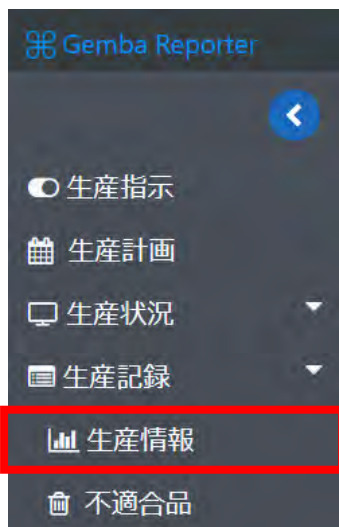 Gemba Reporter
生産指示
生産計画
生産状況
生産記録
生産情報
不適合品